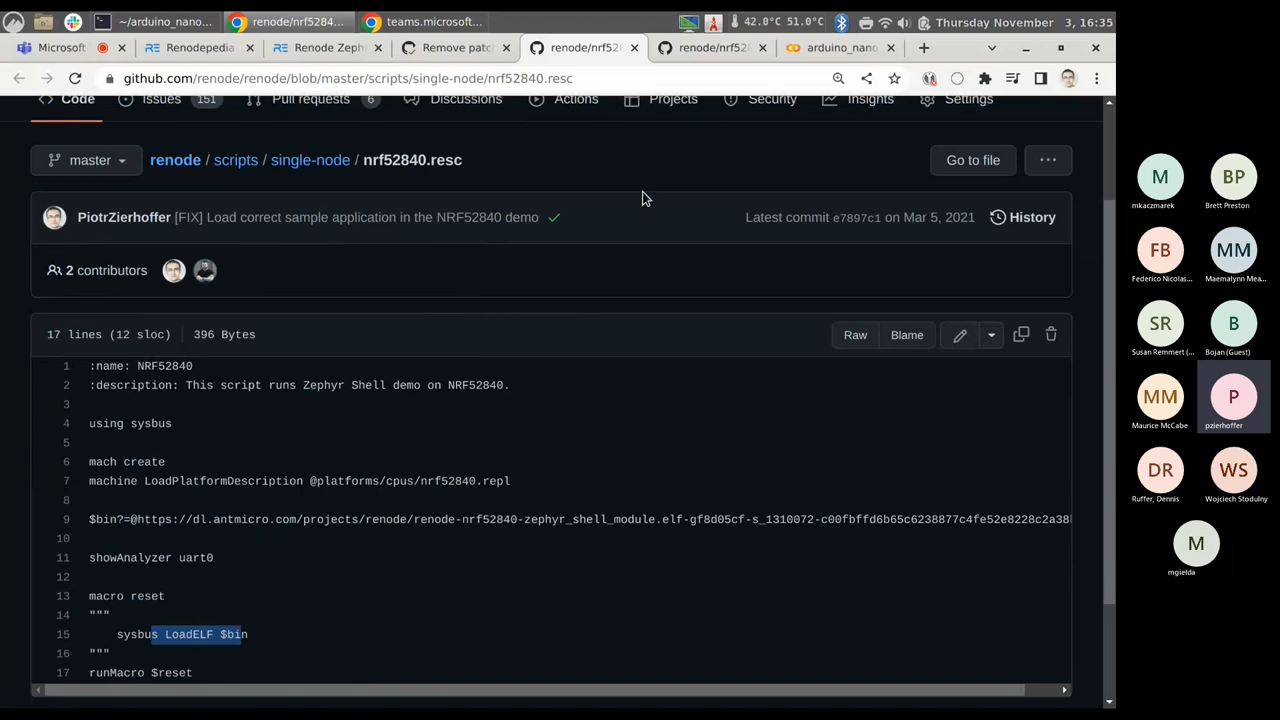 ~/arduino_nano...
renode/nrf5284...
teams.microsoft...
42.0°C 51.0°C
Thursday November 3, 16:35
Microsoft
Renodepedia
Renode Zeph
Remove patc
renode/nrf52
renode/nrf52
arduino_nano
github.com/renode/renode/blob/master/scripts/single-node/nrf52840.resc
Code
Issues 151
Pull requests 6
Discussions
Actions
Projects
Security
Insights
Settings
master
renode / scripts / single-node / nrf52840.resc
Go to file
PiotrZierhoffer [FIX] Load correct sample application in the NRF52840 demo
Latest commit e7897c1 on Mar 5, 2021
History
2 contributors
17 lines (12 sloc) 396 Bytes
Raw
Blame
1 :name: NRF52840
2 :description: This script runs Zephyr Shell demo on NRF52840.
3
4 using sysbus
5
6 mach create
7 machine LoadPlatformDescription @platforms/cpus/nrf52840.repl
8
9 $bin?=@https://dl.antmicro.com/projects/renode/renode-nrf52840-zephyr_shell_module.elf-gf8d05cf-s_1310072-c00fbffd6b65c6238877c4fe52e8228c2a38
10
11 showAnalyzer uart0
12
13 macro reset
14 """
15 sysbus LoadELF $bin
16 """
17 runMacro $reset
M
mkaczmarek
BP
Brett Preston
FB
Federico Nicolas...
MM
Maemalynn Mea...
SR
Susan Remmert (...
B
Bojan (Guest)
MM
Maurice McCabe
P
pzierhoffer
DR
Ruffer, Dennis
WS
Wojciech Stodulny
M
mgielda